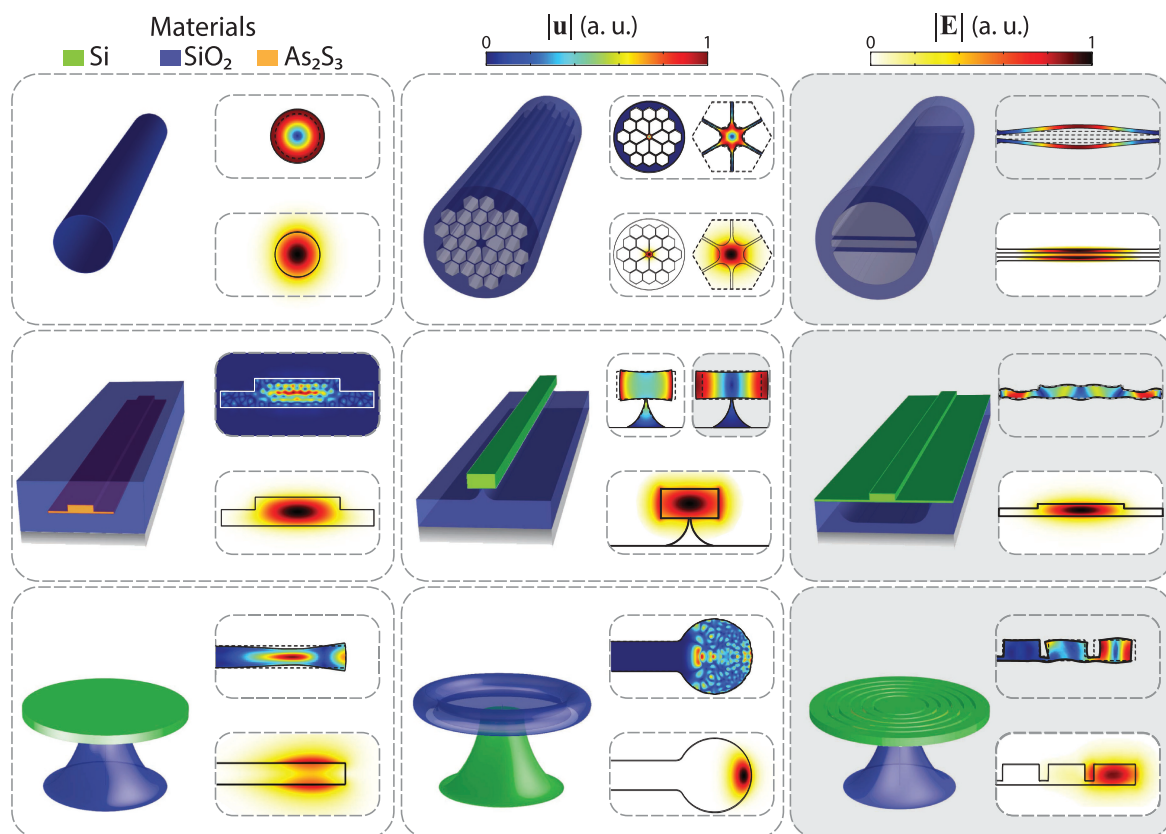 Materials
Si SiO₂ As₂S₃
|u| (a. u.)
0 1
|E| (a. u.)
0 1